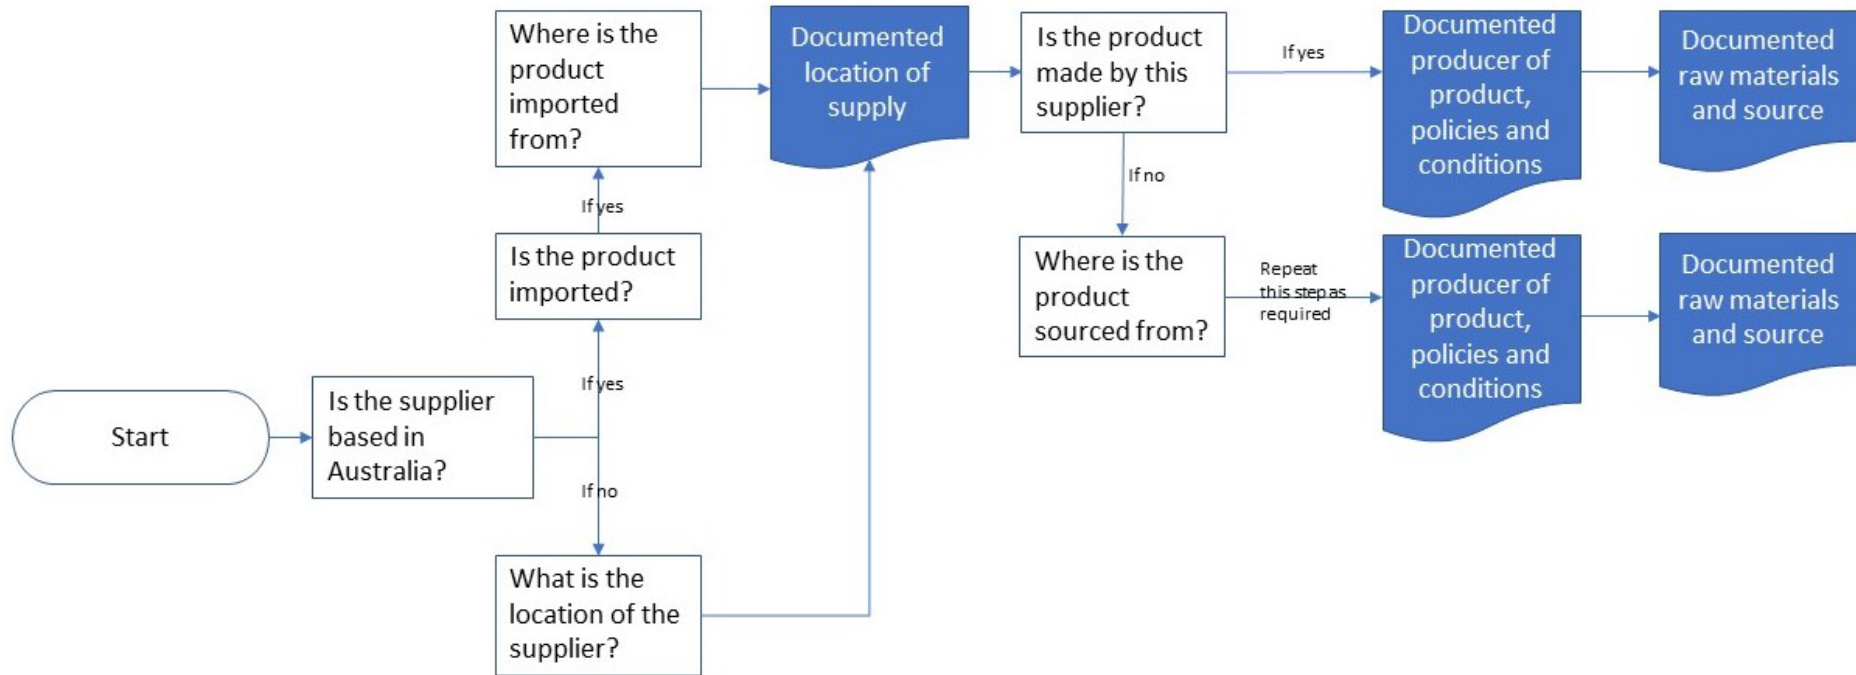 Start
Is the supplier
based in
Australia?
If yes
Is the product
imported?
If yes
Where is the
product
imported
from?
If no
What is the
location of the
supplier?
Documented
location of
supply
Is the product
made by this
supplier?
If yes
Documented
producer of
product,
policies and
conditions
Documented
raw materials
and source
If no
Where is the
product
sourced from?
Repeat
this step as
required
Documented
producer of
product,
policies and
conditions
Documented
raw materials
and source